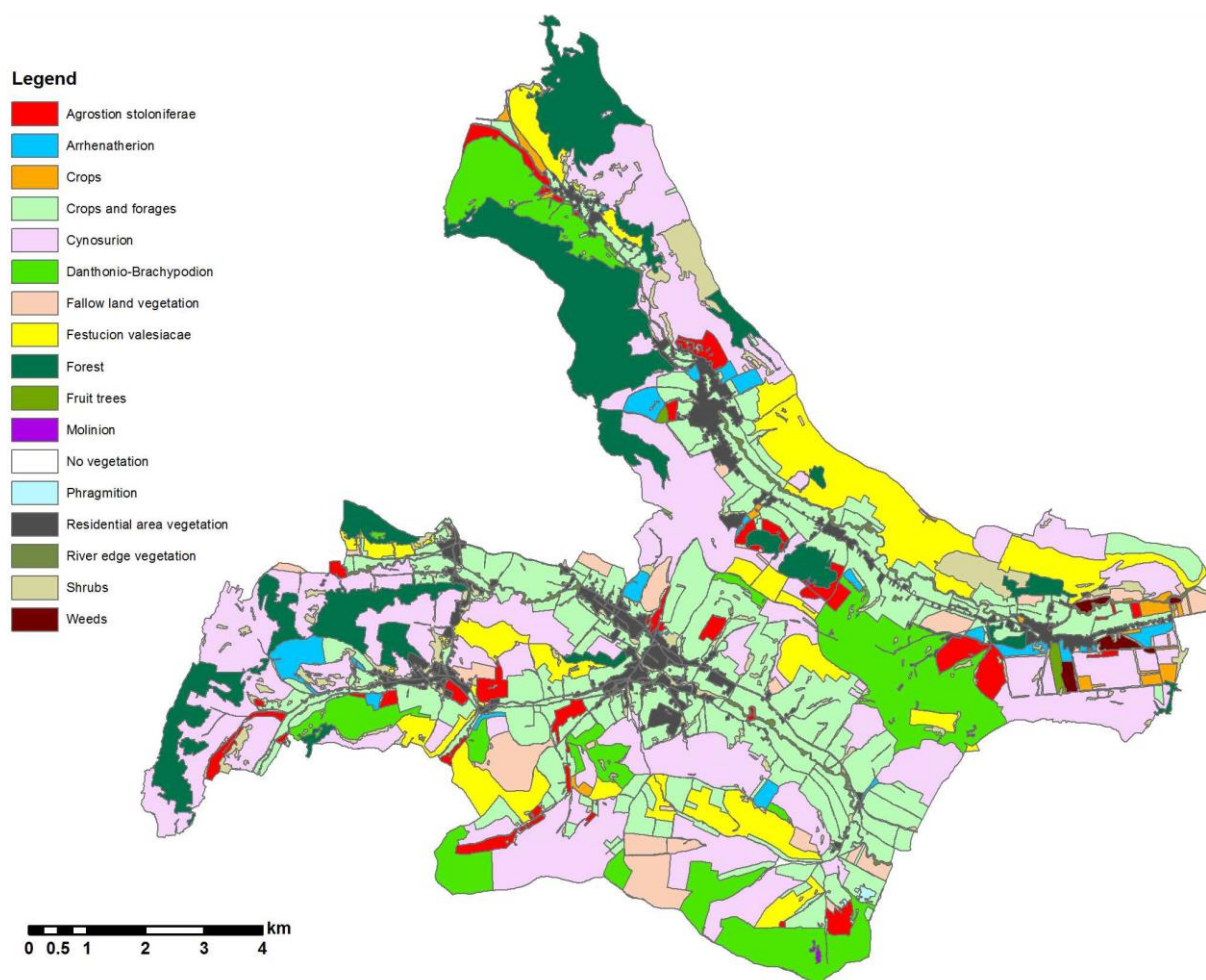 Legend
Agrostion stoloniferae
Arrhenatherion
Crops
Crops and forages
Cynosurion
Danthonio-Brachypodion
Fallow land vegetation
Festucion valesiacae
Forest
Fruit trees
Molinion
No vegetation
Phragmition
Residential area vegetation
River edge vegetation
Shrubs
Weeds
km
0 0.5 1 2 3 4